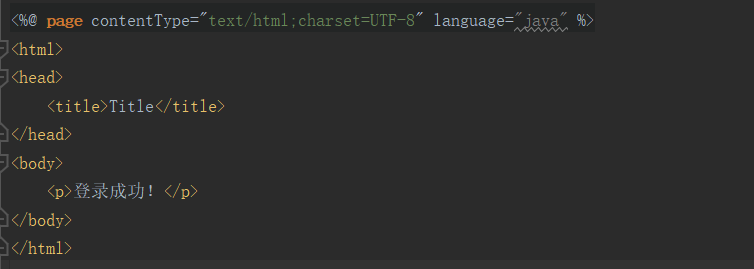 <%@ page contentType="text/html;charset=UTF-8" language="java" %>
<html>
<head>
    <title>Title</title>
</head>
<body>
    <p>登录成功！</p>
</body>
</html>